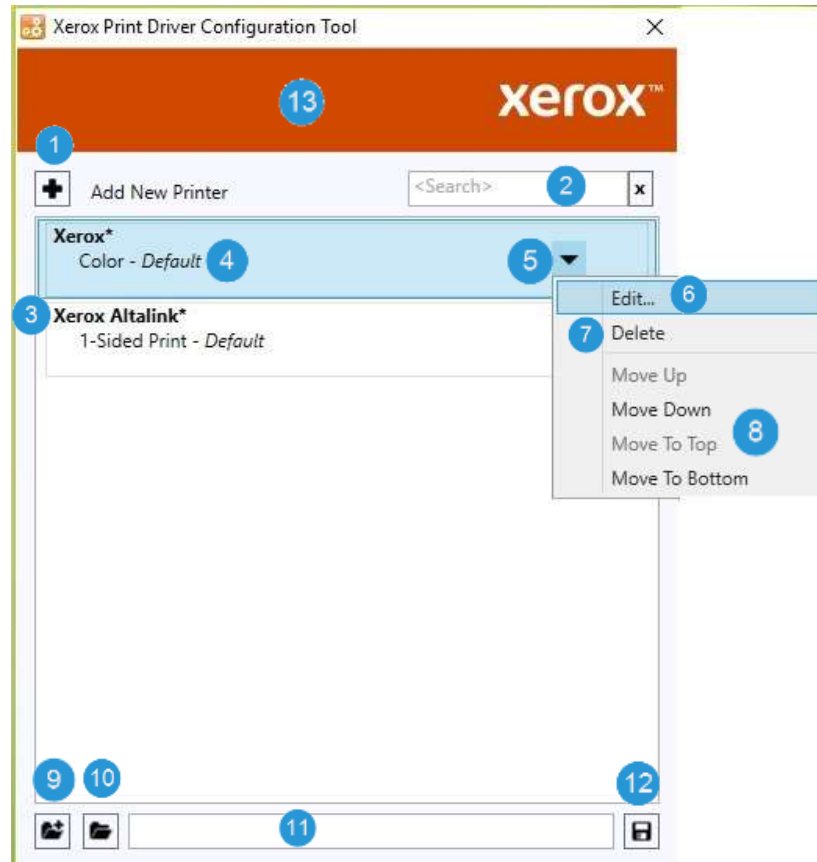 Xerox Print Driver Configuration Tool
13
xerox™
1
Add New Printer
<Search>
2
x
Xerox*
Color - Default
4
5
3
Xerox Altalink*
1-Sided Print - Default
Edit...
6
7
Delete
Move Up
Move Down
8
Move To Top
Move To Bottom
9
10
11
12